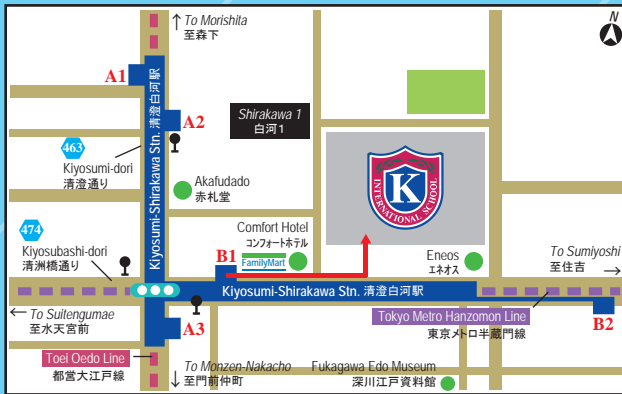 N
To Morishita
至森下
A1
A2
Shirakawa 1
白河1
463
Kiyosumi-dori
清澄通り
Kiyosumi-Shirakawa Stn. 清澄白河駅
Akafudado
赤札堂
K
INTERNATIONAL SCHOOL
474
Kiyosubashi-dori
清洲橋通り
Comfort Hotel
コンフォートホテル
B1
FamilyMart
Eneos
エネオス
To Sumiyoshi
至住吉
Kiyosumi-Shirakawa Stn. 清澄白河駅
To Suitengumae
至水天宮前
A3
Tokyo Metro Hanzomon Line
東京メトロ半蔵門線
B2
Toei Oedo Line
都営大江戸線
To Monzen-Nakacho
至門前仲町
Fukagawa Edo Museum
深川江戸資料館